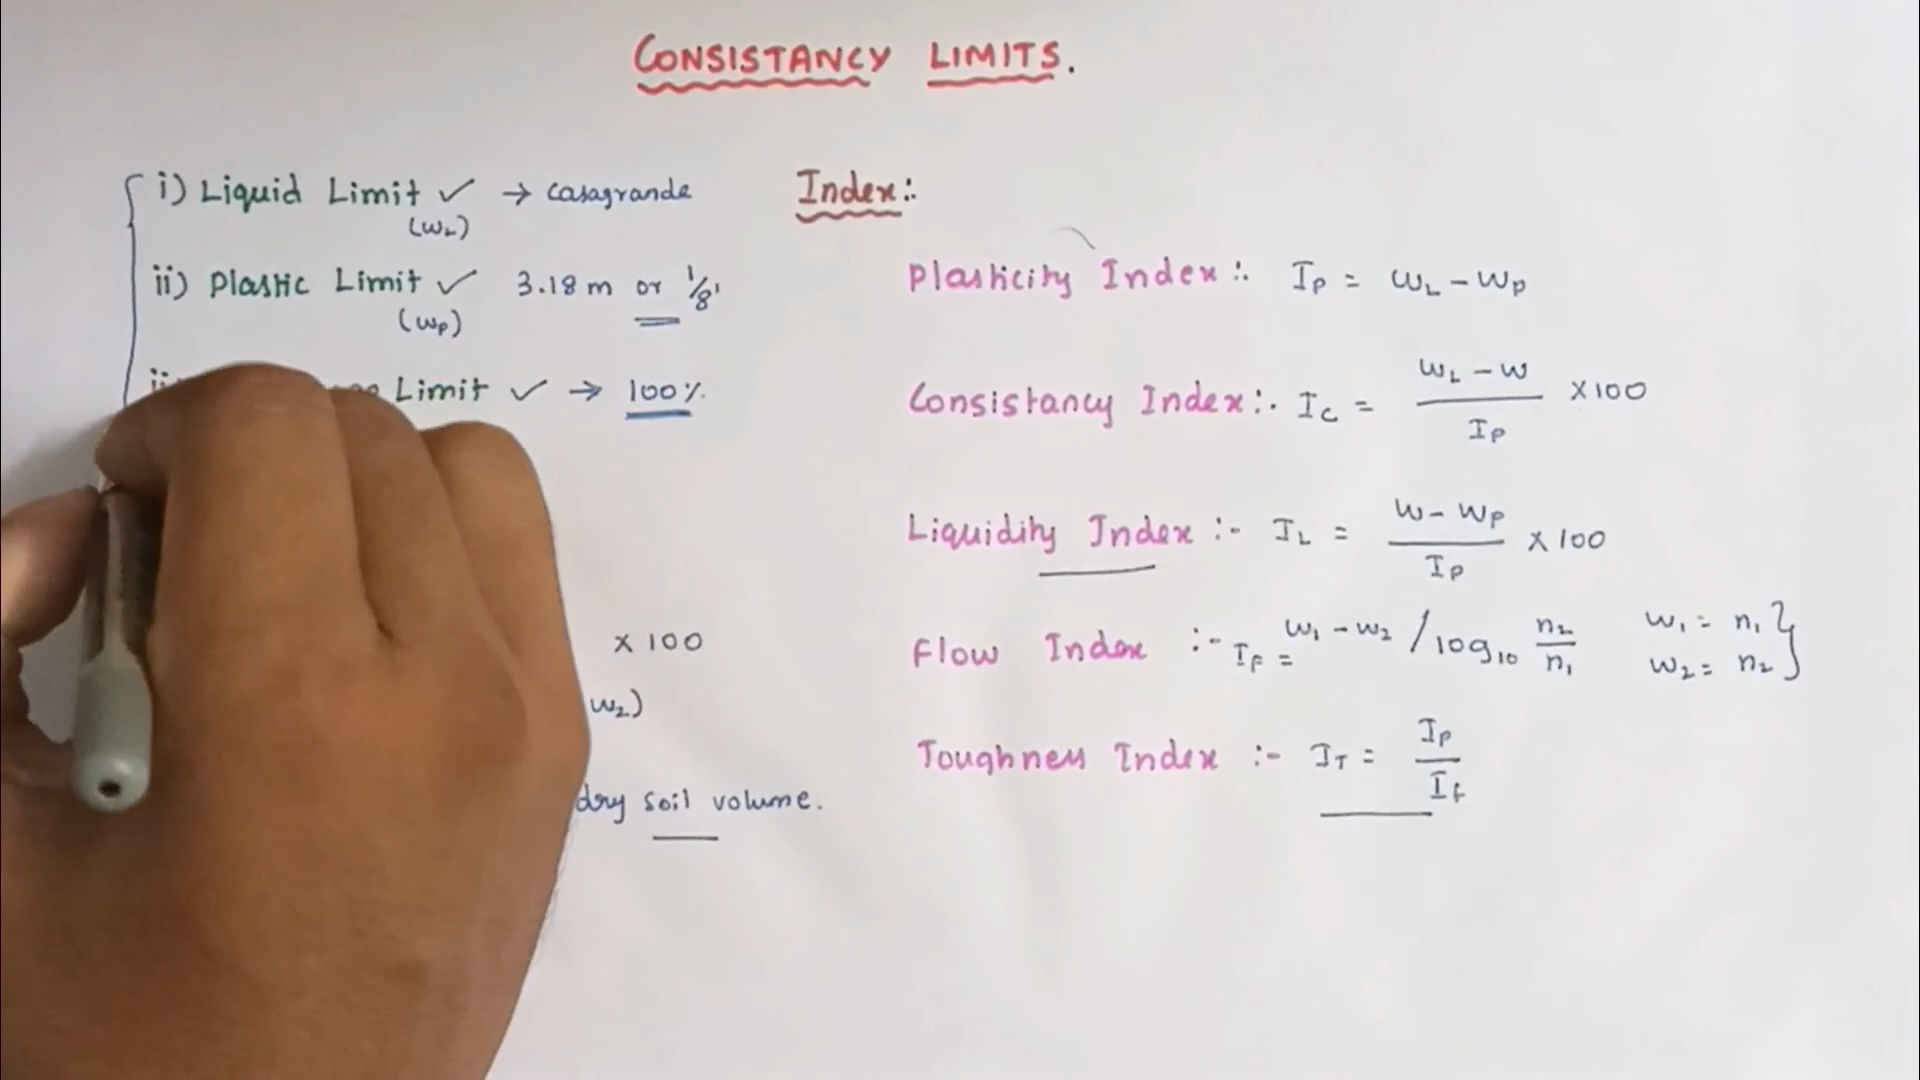 CONSISTANCY LIMITS.
i) Liquid Limit ✓ → Casagrande
(wL)
ii) Plastic Limit ✓ 3.18 m or 1/8'
(wP)
Limit ✓ → 100%
x 100
w2)
dry soil volume.
Index:-
Plasticity Index:- IP = wL - wP
Consistancy Index:- IC = (wL - w) / IP x 100
Liquidity Index :- IL = (w - wP) / IP x 100
Flow Index :- IF = w1 - w2 / log10 n2/n1 w1 = n1 }
w2 = n2
Toughness Index :- IT = IP / If